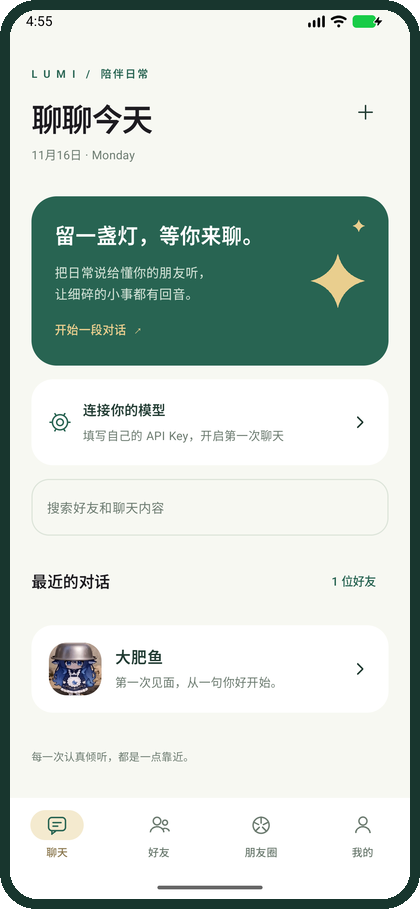 4:55
LUMI / 陪伴日常
聊聊今天
11月16日 · Monday
留一盏灯，等你来聊。
把日常说给懂你的朋友听，
让细碎的小事都有回音。
开始一段对话 ↗
连接你的模型
填写自己的 API Key，开启第一次聊天
搜索好友和聊天内容
最近的对话
1 位好友
大肥鱼
第一次见面，从一句你好开始。
每一次认真倾听，都是一点靠近。
聊天
好友
朋友圈
我的